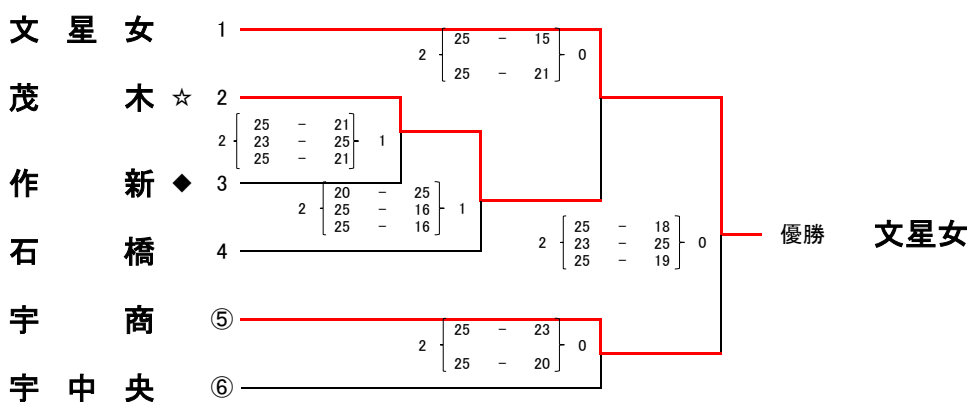 文星女 1
2 25 - 15 0
25 - 21
茂木 ☆ 2
25 - 21
2 23 - 25 1
25 - 21
作新 ◆ 3
20 - 25
2 25 - 16 1
25 - 16
25 - 18
2 23 - 25 0
25 - 19
優勝 文星女
石橋 4
宇商 ⑤
25 - 23
2 0
25 - 20
宇中央 ⑥